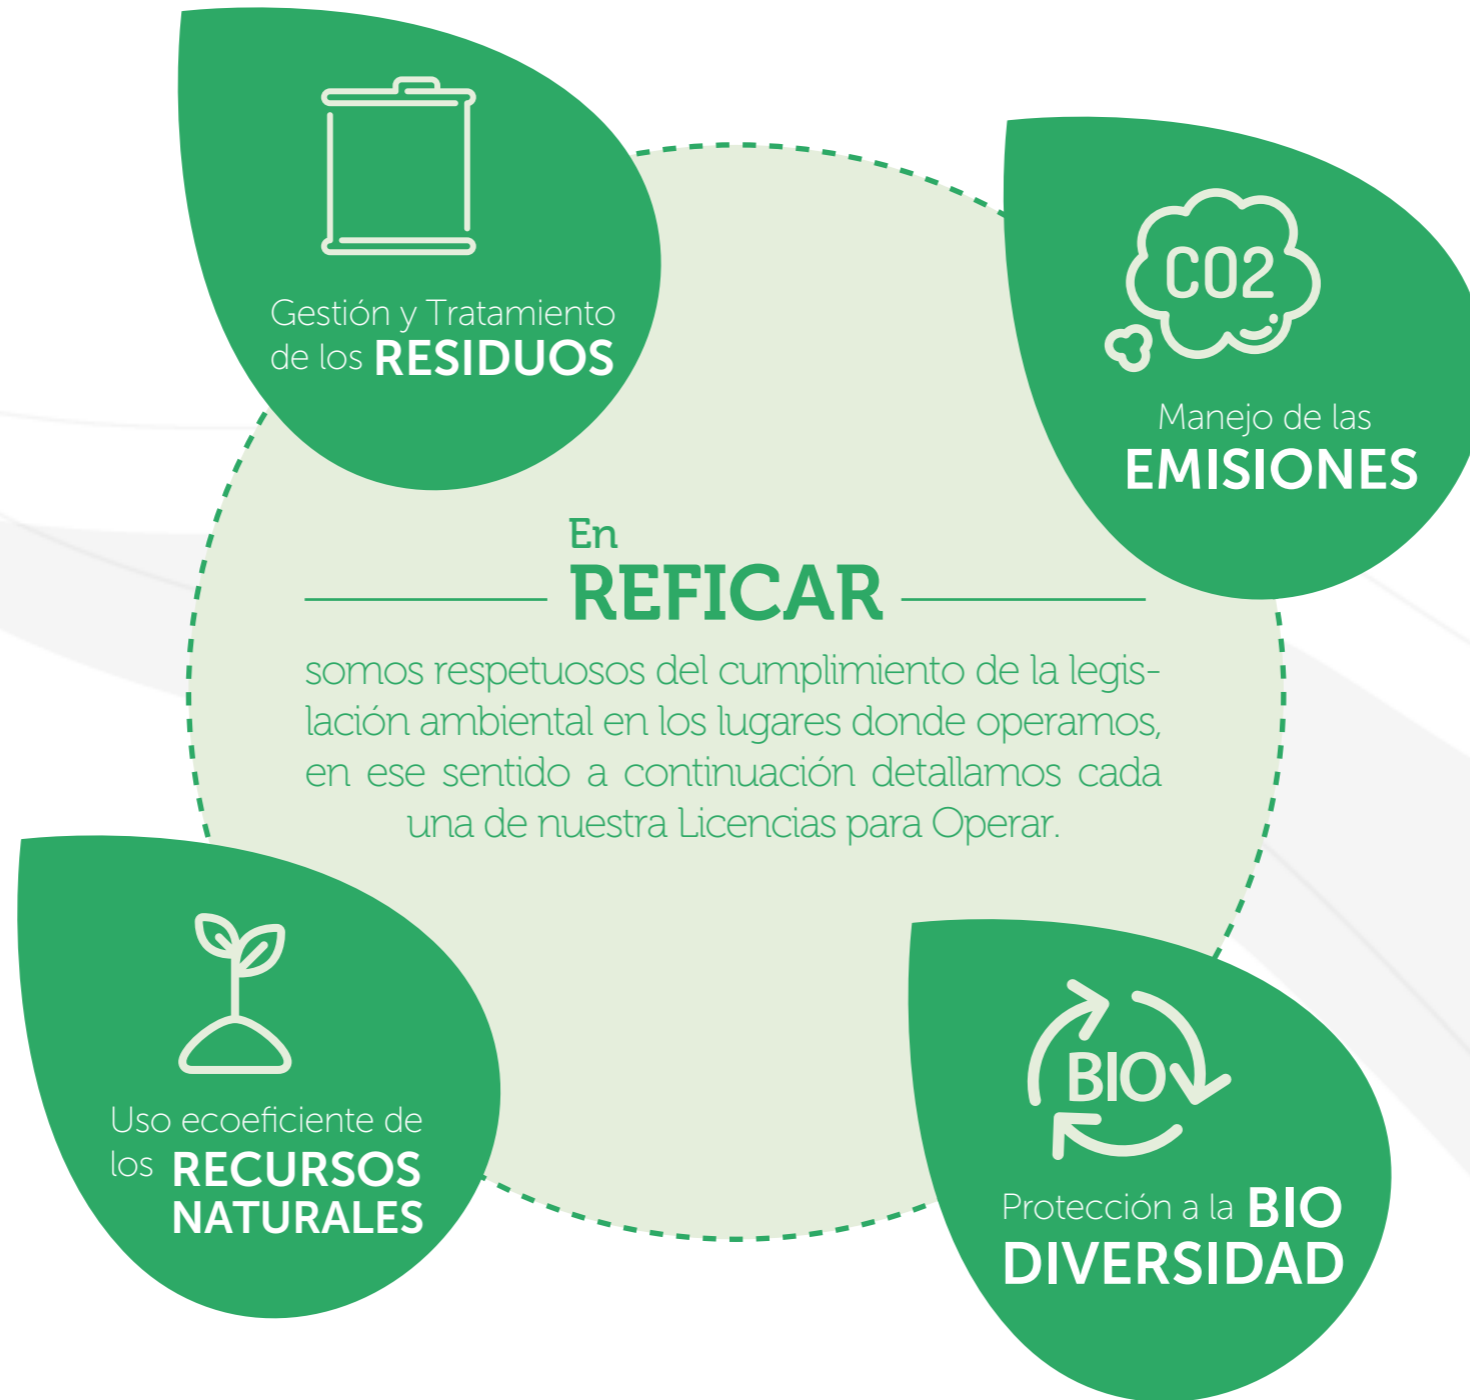 Gestión y Tratamiento
de los RESIDUOS
CO2
Manejo de las
EMISIONES
En
REFICAR
somos respetuosos del cumplimiento de la legis-
lación ambiental en los lugares donde operamos,
en ese sentido a continuación detallamos cada
una de nuestra Licencias para Operar.
Uso ecoeficiente de
los RECURSOS
NATURALES
BIO
Protección a la BIO
DIVERSIDAD